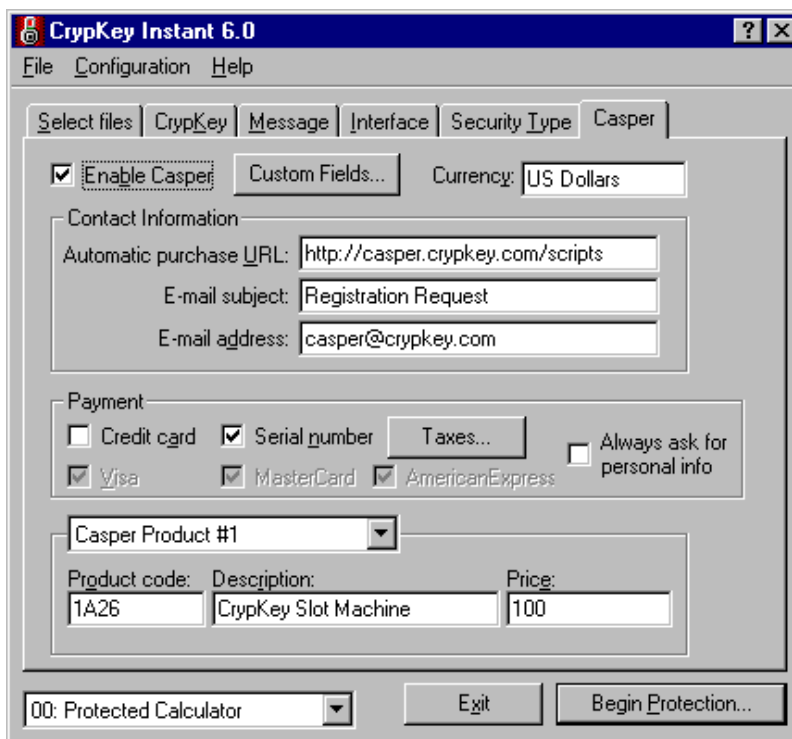 CrypKey Instant 6.0
File Configuration Help
Select files CrypKey Message Interface Security Type Casper
Enable Casper Custom Fields... Currency: US Dollars
Contact Information
Automatic purchase URL: http://casper.crypkey.com/scripts
E-mail subject: Registration Request
E-mail address: casper@crypkey.com
Payment
Credit card Serial number Taxes... Always ask for personal info
Visa MasterCard AmericanExpress
Casper Product #1
Product code: Description: Price:
1A26 CrypKey Slot Machine 100
00: Protected Calculator Exit Begin Protection...